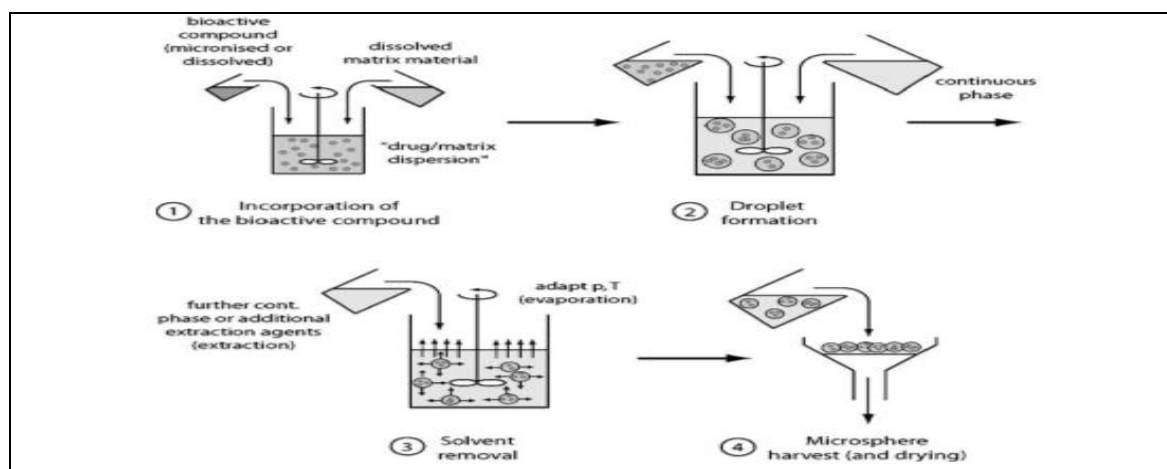 bioactive
compound
(micronised or
dissolved)
dissolved
matrix material
"drug/matrix
dispersion"
1 Incorporation of
the bioactive compound
continuous
phase
2 Droplet
formation
further cont.
phase or additional
extraction agents
(extraction)
adapt p,T
(evaporation)
3 Solvent
removal
4 Microsphere
harvest (and drying)